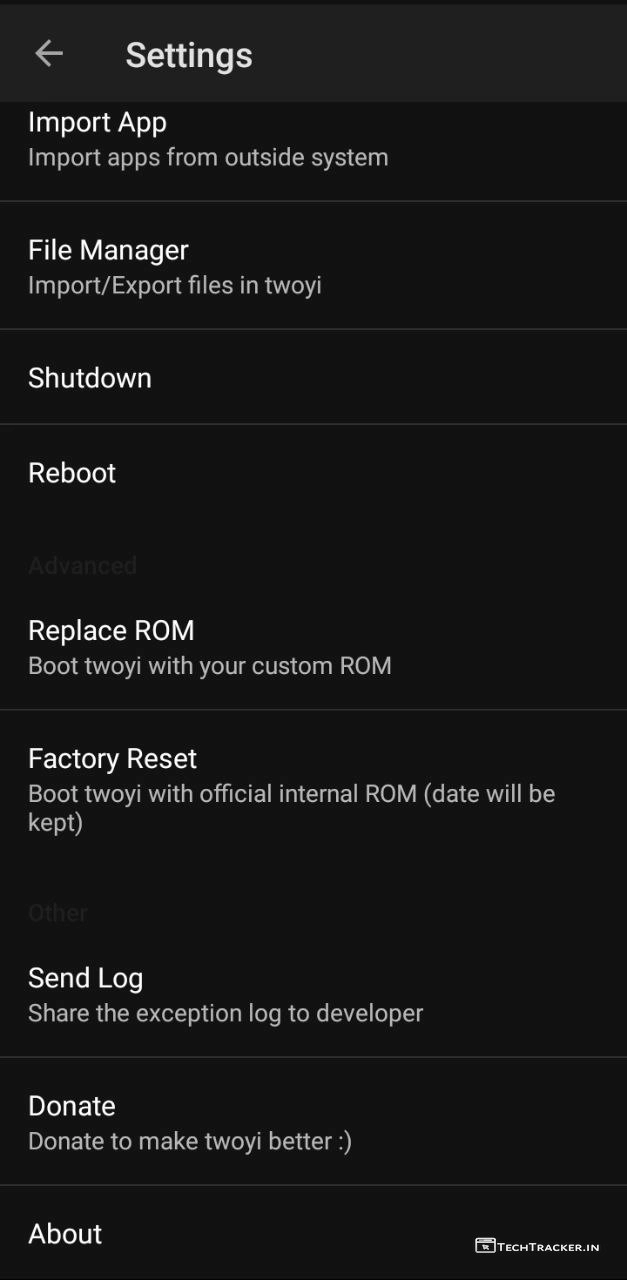 Settings
Import App
Import apps from outside system
File Manager
Import/Export files in twoyi
Shutdown
Reboot
Advanced
Replace ROM
Boot twoyi with your custom ROM
Factory Reset
Boot twoyi with official internal ROM (date will be
kept)
Other
Send Log
Share the exception log to developer
Donate
Donate to make twoyi better :)
About
TECHTRACKER.IN